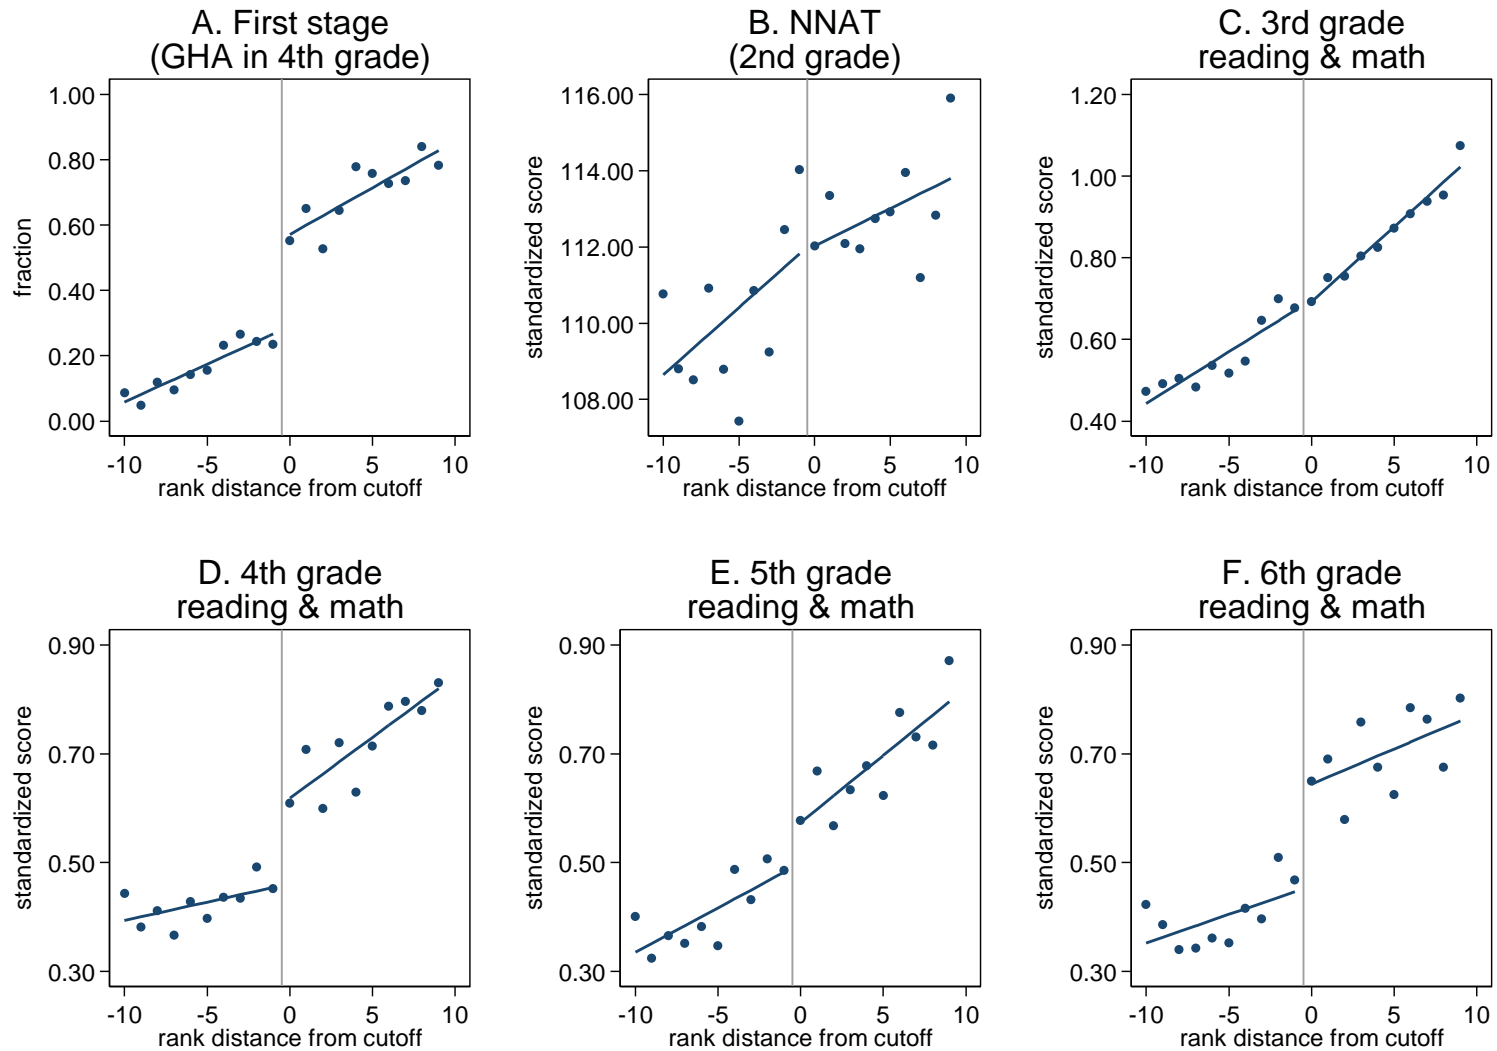 A. First stage
(GHA in 4th grade)
fraction
1.00
0.80
0.60
0.40
0.20
0.00
-10 -5 0 5 10
rank distance from cutoff
B. NNAT
(2nd grade)
standardized score
116.00
114.00
112.00
110.00
108.00
-10 -5 0 5 10
rank distance from cutoff
C. 3rd grade
reading & math
standardized score
1.20
1.00
0.80
0.60
0.40
-10 -5 0 5 10
rank distance from cutoff
D. 4th grade
reading & math
standardized score
0.90
0.70
0.50
0.30
-10 -5 0 5 10
rank distance from cutoff
E. 5th grade
reading & math
standardized score
0.90
0.70
0.50
0.30
-10 -5 0 5 10
rank distance from cutoff
F. 6th grade
reading & math
standardized score
0.90
0.70
0.50
0.30
-10 -5 0 5 10
rank distance from cutoff